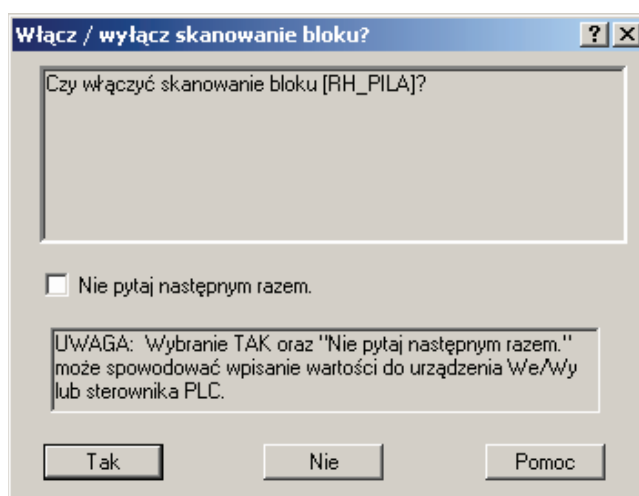 Włącz / wyłącz skanowanie bloku?
Czy włączyć skanowanie bloku [RH_PILA]?
Nie pytaj następnym razem.
UWAGA:  Wybranie TAK oraz "Nie pytaj następnym razem."
może spowodować wpisanie wartości do urządzenia We/Wy
lub sterownika PLC.
Tak Nie Pomoc